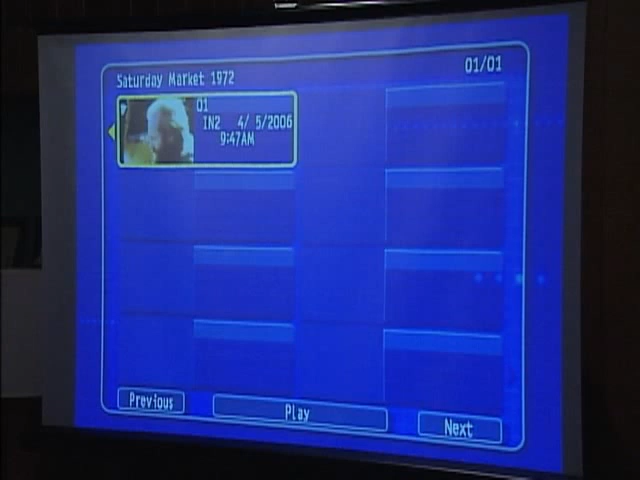 Saturday Market 1972
01/01
01
IN2 4/ 5/2006
9:47AM
Previous
Play
Next